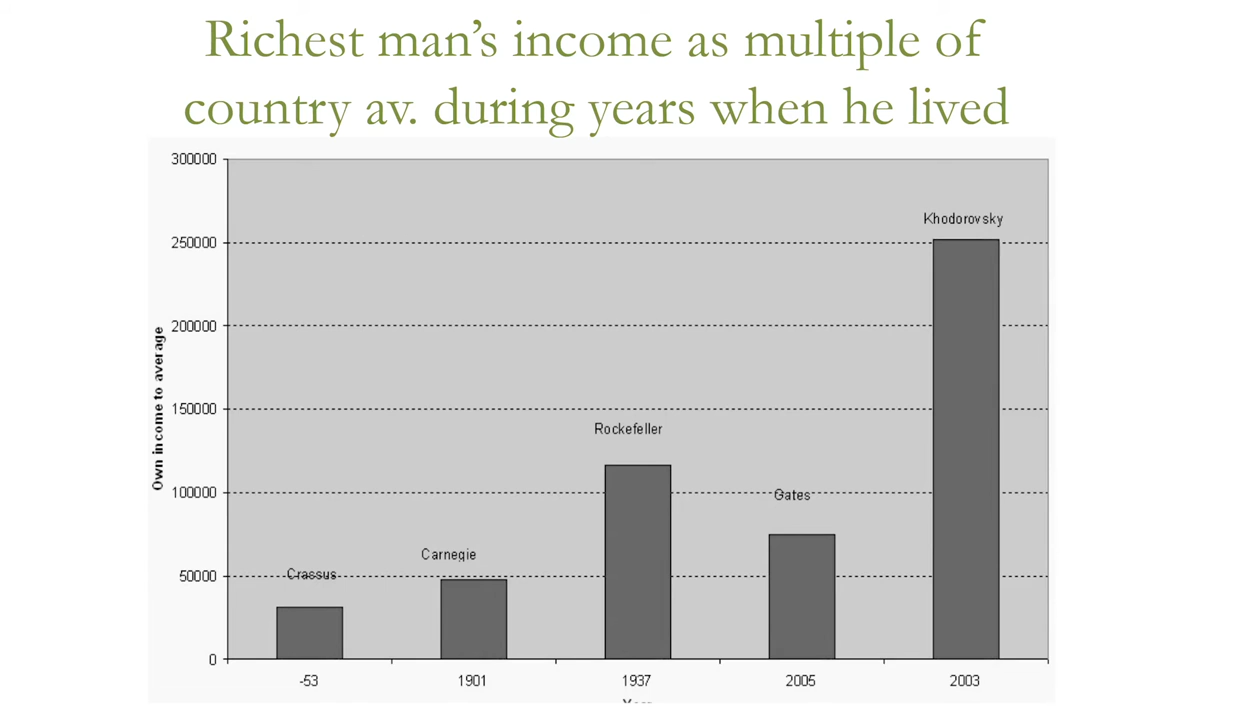 Richest man's income as multiple of
country av. during years when he lived
300000
250000
200000
150000
100000
50000
0
Own income to average
Crassus
Carnegie
Rockefeller
Gates
Khodorovsky
-53
1901
1937
2005
2003